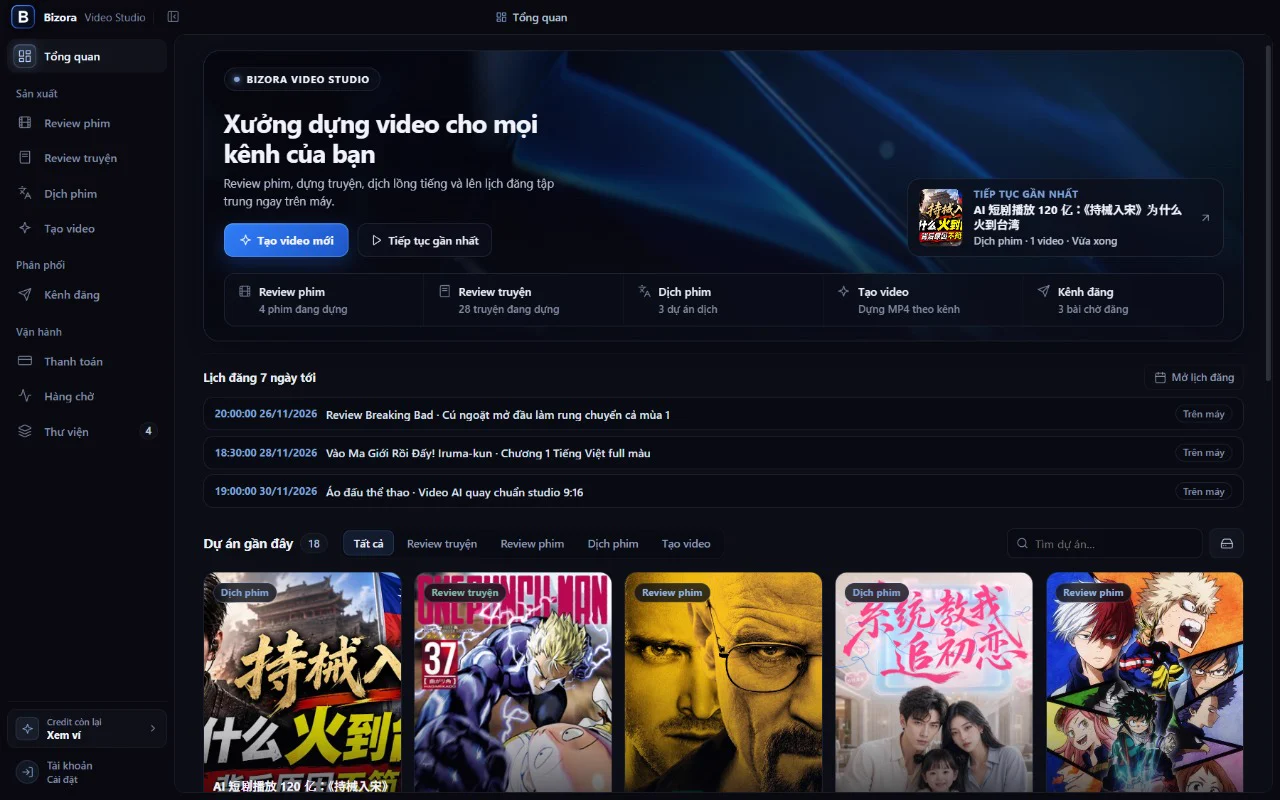 B Bizora Video Studio
Tổng quan
Tổng quan
Sản xuất
Review phim
Review truyện
Dịch phim
Tạo video
Phân phối
Kênh đăng
Vận hành
Thanh toán
Hàng chờ
Thư viện 4
Credit còn lại
Xem ví
Tài khoản
Cài đặt
BIZORA VIDEO STUDIO
Xưởng dựng video cho mọi
kênh của bạn
Review phim, dựng truyện, dịch lồng tiếng và lên lịch đăng tập
trung ngay trên máy.
Tạo video mới
Tiếp tục gần nhất
TIẾP TỤC GẦN NHẤT
AI 短剧播放 120 亿：《持械入宋》为什么
火到台湾
Dịch phim · 1 video · Vừa xong
Review phim
4 phim đang dựng
Review truyện
28 truyện đang dựng
Dịch phim
3 dự án dịch
Tạo video
Dựng MP4 theo kênh
Kênh đăng
3 bài chờ đăng
Lịch đăng 7 ngày tới
Mở lịch đăng
20:00:00 26/11/2026 Review Breaking Bad · Cú ngoặt mở đầu làm rung chuyển cả mùa 1 Trên máy
18:30:00 28/11/2026 Vào Ma Giới Rồi Đấy! Iruma-kun · Chương 1 Tiếng Việt full màu Trên máy
19:00:00 30/11/2026 Áo đấu thể thao · Video AI quay chuẩn studio 9:16 Trên máy
Dự án gần đây 18
Tất cả
Review truyện
Review phim
Dịch phim
Tạo video
Tìm dự án...
Dịch phim
持械入
什么火到
AI 短剧播放 120 亿：《持械入宋》
Review truyện
ONE PUNCH MAN
37
Review phim
Dịch phim
系统教我
追初恋
Review phim